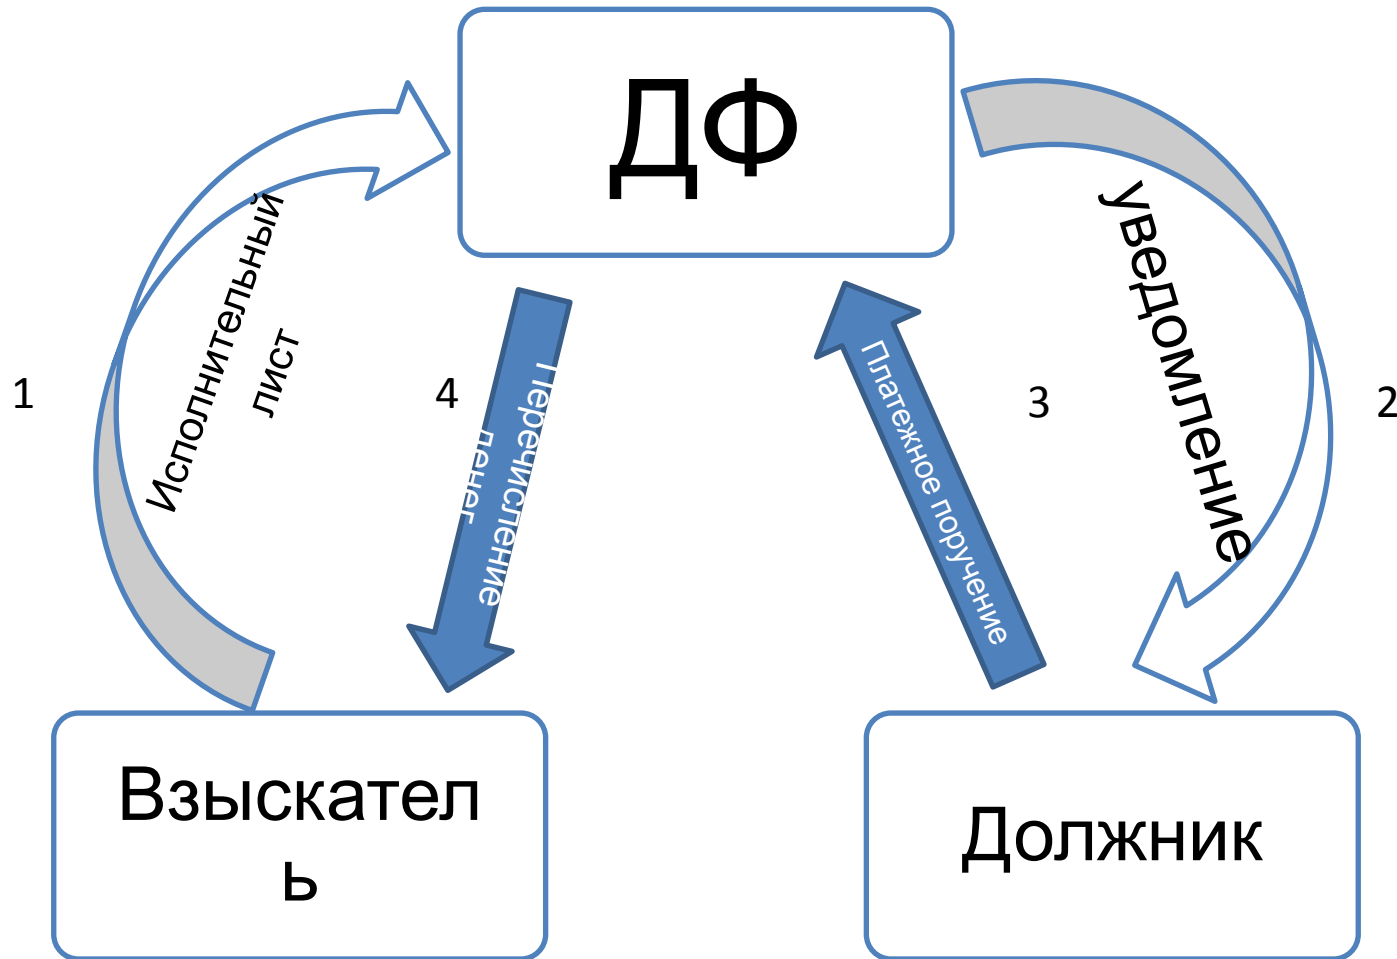 ДФ
Исполнительный
лист
1
4
Перечисление
денег
Платежное поручение
3
уведомление
2
Взыскател
ь
Должник